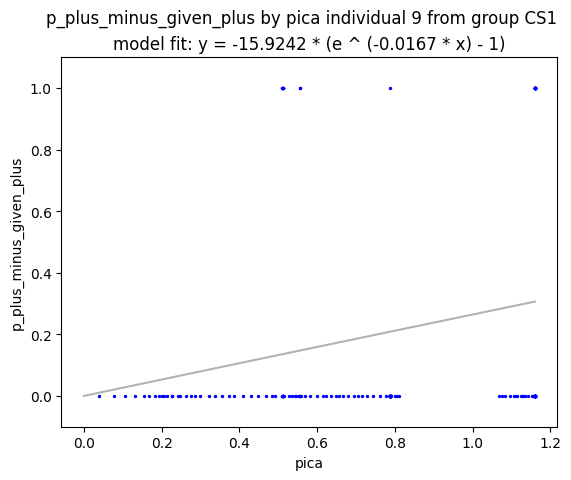 p_plus_minus_given_plus by pica individual 9 from group CS1
model fit: y = -15.9242 * (e ^ (-0.0167 * x) - 1)
p_plus_minus_given_plus
1.0
0.8
0.6
0.4
0.2
0.0
0.0 0.2 0.4 0.6 0.8 1.0 1.2
pica